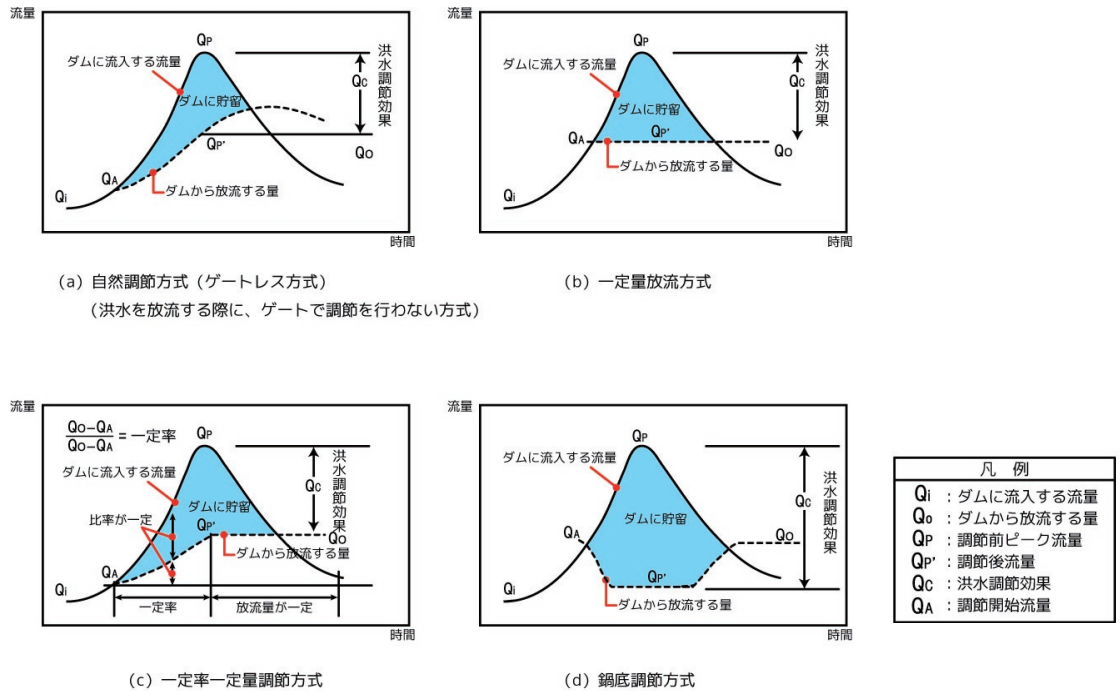 流量
QP
ダムに流入する流量
ダムに貯留
QC
洪水調節効果
QP'
QO
QA
ダムから放流する量
Qi
時間
(a) 自然調節方式 (ゲートレス方式)
(洪水を放流する際に、ゲートで調節を行わない方式)
流量
QP
ダムに流入する流量
ダムに貯留
QC
洪水調節効果
QA
QP'
QO
ダムから放流する量
Qi
時間
(b) 一定量放流方式
流量
QO−QA
QO−QA
= 一定率
QP
ダムに流入する流量
比率が一定
ダムに貯留
QC
洪水調節効果
QP'
QO
ダムから放流する量
QA
Qi
一定率
放流量が一定
時間
(c) 一定率一定量調節方式
流量
QP
ダムに流入する流量
ダムに貯留
QC
洪水調節効果
QA
QO
QP'
Qi
ダムから放流する量
時間
(d) 鍋底調節方式
凡 例
Qi : ダムに流入する流量
Qo : ダムから放流する量
QP : 調節前ピーク流量
QP' : 調節後流量
QC : 洪水調節効果
QA : 調節開始流量